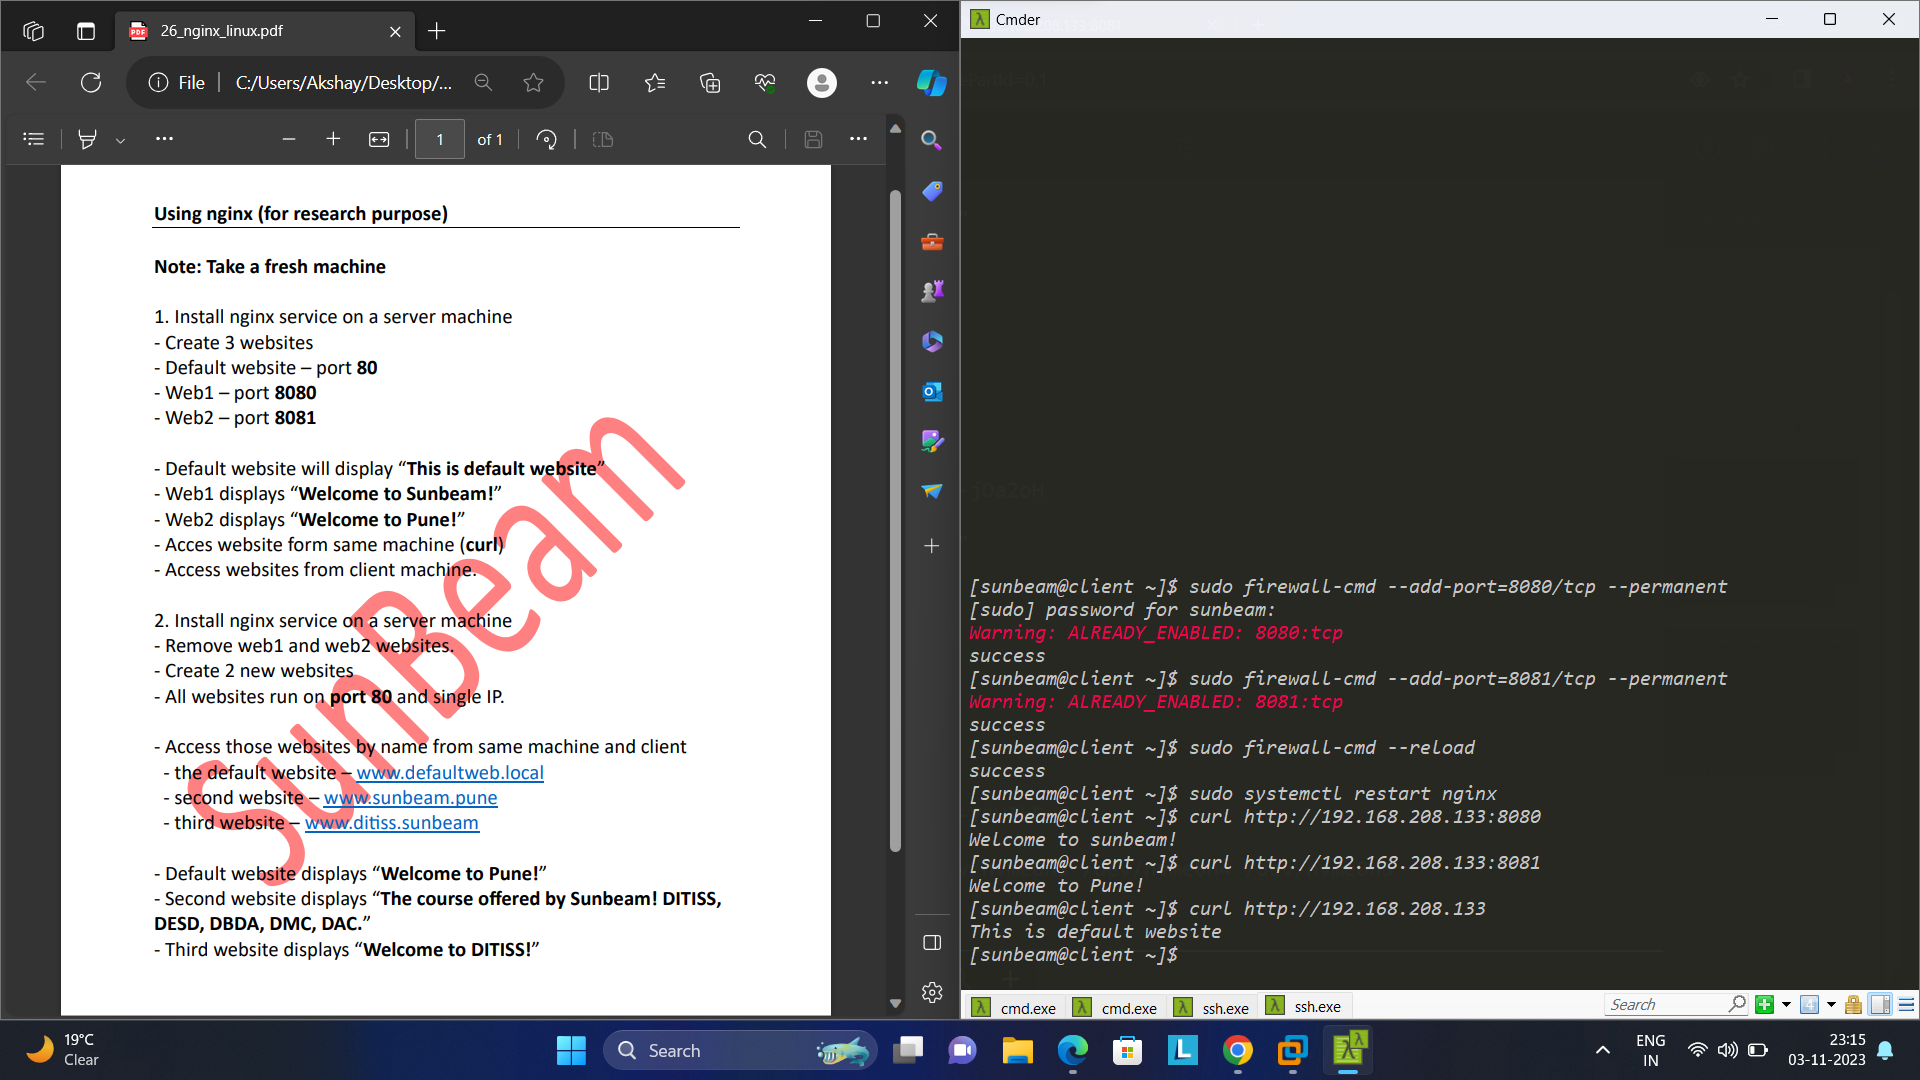 26_nginx_linux.pdf
File
C:/Users/Akshay/Desktop/...
1 of 1
Using nginx (for research purpose)
Note: Take a fresh machine
1. Install nginx service on a server machine
- Create 3 websites
- Default website – port 80
- Web1 – port 8080
- Web2 – port 8081
- Default website will display “This is default website”
- Web1 displays “Welcome to Sunbeam!”
- Web2 displays “Welcome to Pune!”
- Acces website form same machine (curl)
- Access websites from client machine.
2. Install nginx service on a server machine
- Remove web1 and web2 websites.
- Create 2 new websites
- All websites run on port 80 and single IP.
- Access those websites by name from same machine and client
- the default website – www.defaultweb.local
- second website – www.sunbeam.pune
- third website – www.ditiss.sunbeam
- Default website displays “Welcome to Pune!”
- Second website displays “The course offered by Sunbeam! DITISS,
DESD, DBDA, DMC, DAC.”
- Third website displays “Welcome to DITISS!”
SunBeam
Cmder
[sunbeam@client ~]$ sudo firewall-cmd --add-port=8080/tcp --permanent
[sudo] password for sunbeam:
Warning: ALREADY_ENABLED: 8080:tcp
success
[sunbeam@client ~]$ sudo firewall-cmd --add-port=8081/tcp --permanent
Warning: ALREADY_ENABLED: 8081:tcp
success
[sunbeam@client ~]$ sudo firewall-cmd --reload
success
[sunbeam@client ~]$ sudo systemctl restart nginx
[sunbeam@client ~]$ curl http://192.168.208.133:8080
Welcome to sunbeam!
[sunbeam@client ~]$ curl http://192.168.208.133:8081
Welcome to Pune!
[sunbeam@client ~]$ curl http://192.168.208.133
This is default website
[sunbeam@client ~]$
cmd.exe
cmd.exe
ssh.exe
ssh.exe
Search
19°C
Clear
Search
ENG
IN
23:15
03-11-2023